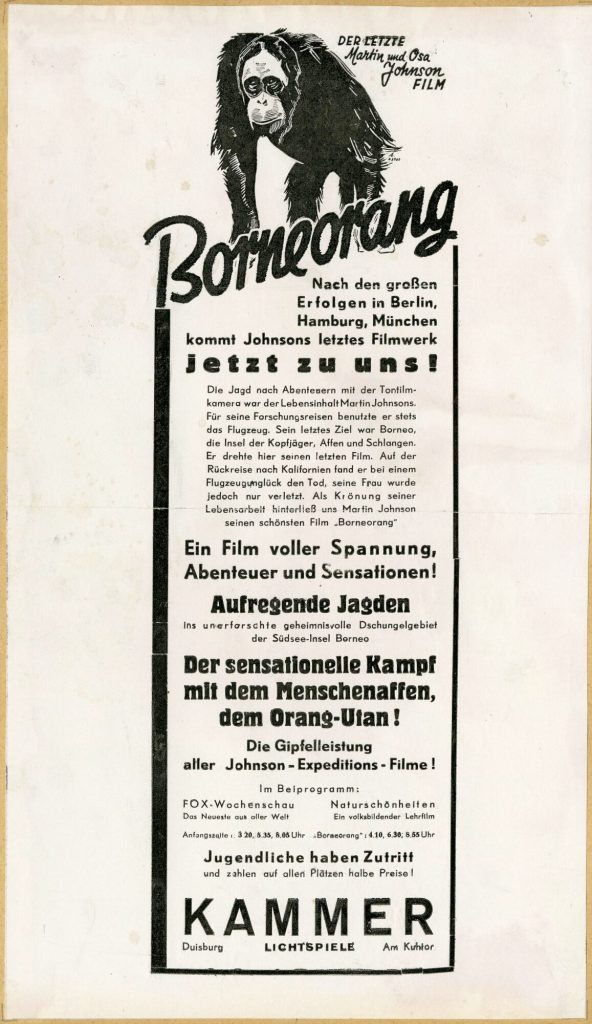 DER LETZTE
Martin und Osa
Johnson
FILM
Borneorang
Nach den großen
Erfolgen in Berlin,
Hamburg, München
kommt Johnsons letztes Filmwerk
jetzt zu uns!
Die Jagd nach Abenteuern mit der Tonfilm-
kamera war der Lebensinhalt Martin Johnsons.
Für seine Forschungsreisen benutzte er stets
das Flugzeug. Sein letztes Ziel war Borneo,
die Insel der Kopfjäger, Affen und Schlangen.
Er drehte hier seinen letzten Film. Auf der
Rückreise nach Kalifornien fand er bei einem
Flugzeugunglück den Tod, seine Frau wurde
jedoch nur verletzt. Als Krönung seiner
Lebensarbeit hinterließ uns Martin Johnson
seinen schönsten Film „Borneorang"
Ein Film voller Spannung,
Abenteuer und Sensationen!
Aufregende Jagden
ins unerforschte geheimnisvolle Dschungelgebiet
der Südsee-Insel Borneo
Der sensationelle Kampf
mit dem Menschenaffen,
dem Orang-Utan!
Die Gipfelleistung
aller Johnson-Expeditions-Filme!
Im Beiprogramm:
FOX-Wochenschau Naturschönheiten
Das Neueste aus aller Welt Ein volksbildender Lehrfilm
Anfangszeiten: 3.20, 5.35, 8.05 Uhr „Borneorang": 4.10, 6.30, 8.55 Uhr
Jugendliche haben Zutritt
und zahlen auf allen Plätzen halbe Preise!
KAMMER
Duisburg LICHTSPIELE Am Kuhtor